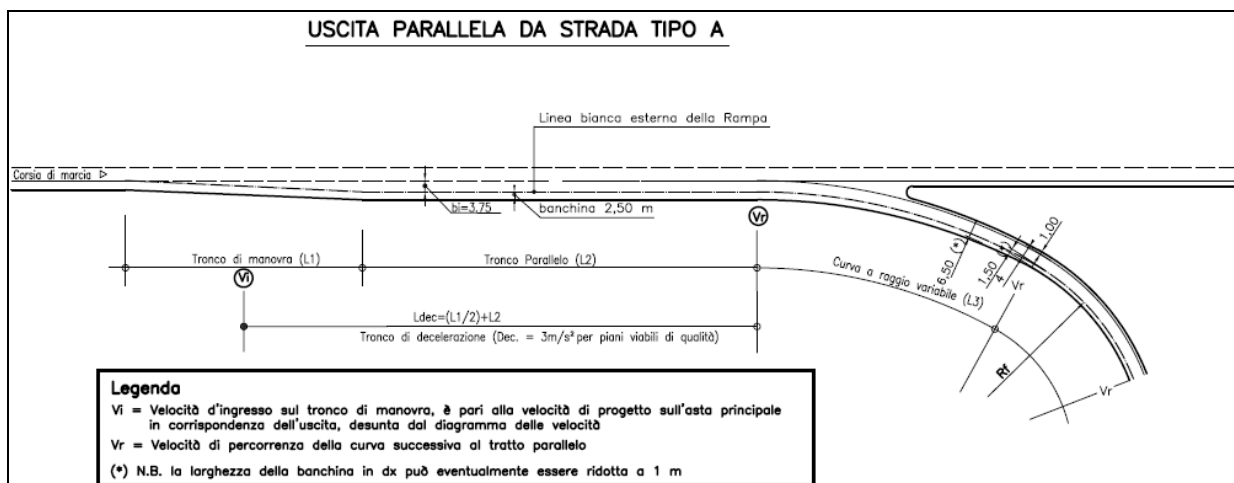 USCITA PARALLELA DA STRADA TIPO A
Linea bianca esterna della Rampa
Corsia di marcia
bi=3,75
banchina 2,50 m
Vr
Tronco di manovra (L1)
Tronco Parallelo (L2)
Vi
Curva a raggio variabile (L3)
6,50 (*)
1,50
4
1,00
Vr
Ldec=(L1/2)+L2
Tronco di decelerazione (Dec. = 3m/s² per piani viabili di qualità)
Rf
Vr
Legenda
Vi = Velocità d'ingresso sul tronco di manovra, è pari alla velocità di progetto sull'asta principale
in corrispondenza dell'uscita, desunta dal diagramma delle velocità
Vr = Velocità di percorrenza della curva successiva al tratto parallelo
(*) N.B. la larghezza della banchina in dx può eventualmente essere ridotta a 1 m